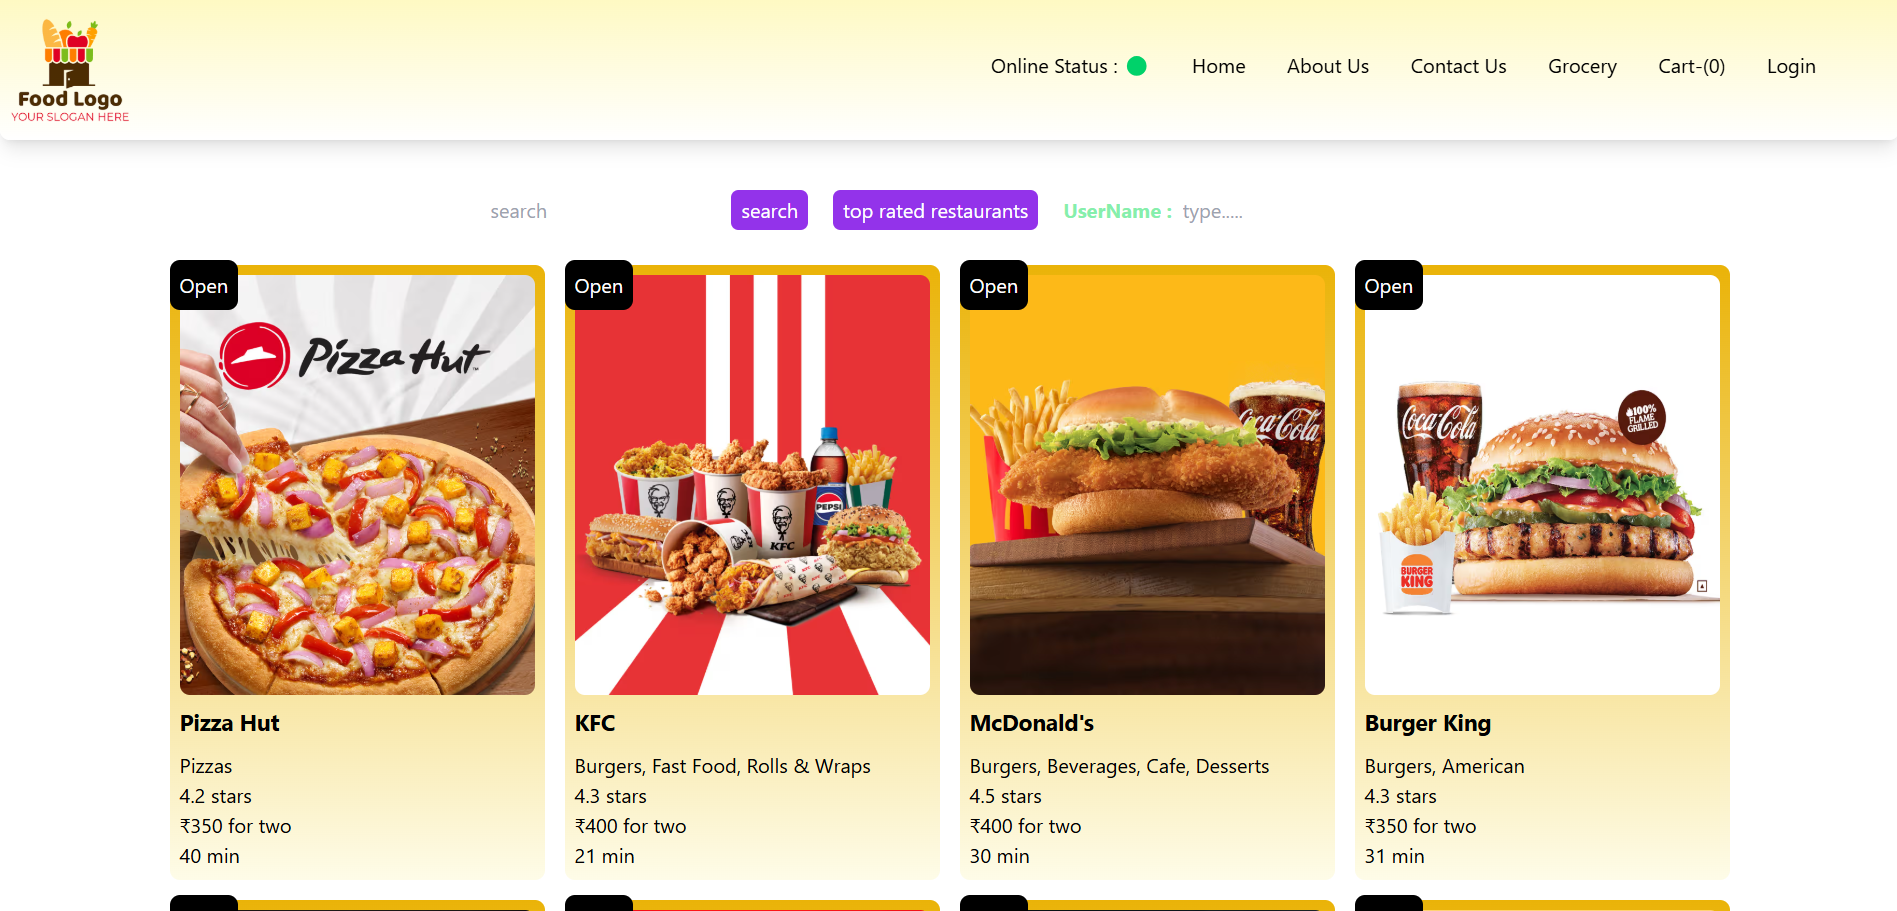 Food Logo
YOUR SLOGAN HERE
Online Status :
Home
About Us
Contact Us
Grocery
Cart-(0)
Login
search
search
top rated restaurants
UserName :
type.....
Open
Pizza Hut
Pizza Hut
Pizzas
4.2 stars
₹350 for two
40 min
Open
PEPSI
KFC
KFC
Burgers, Fast Food, Rolls & Wraps
4.3 stars
₹400 for two
21 min
Open
Coca-Cola
McDonald's
Burgers, Beverages, Cafe, Desserts
4.5 stars
₹400 for two
30 min
Open
Coca-Cola
100%
FLAME
GRILLED
BURGER
KING
Burger King
Burgers, American
4.3 stars
₹350 for two
31 min